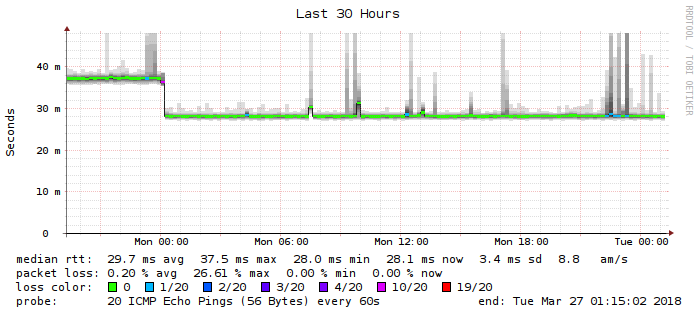 Last 30 Hours
RRDTOOL / TOBI OETIKER
Seconds
40 m
30 m
20 m
10 m
0
Mon 00:00 Mon 06:00 Mon 12:00 Mon 18:00 Tue 00:00
median rtt: 29.7 ms avg 37.5 ms max 28.0 ms min 28.1 ms now 3.4 ms sd 8.8 am/s
packet loss: 0.20 % avg 26.61 % max 0.00 % min 0.00 % now
loss color: 0 1/20 2/20 3/20 4/20 10/20 19/20
probe: 20 ICMP Echo Pings (56 Bytes) every 60s end: Tue Mar 27 01:15:02 2018